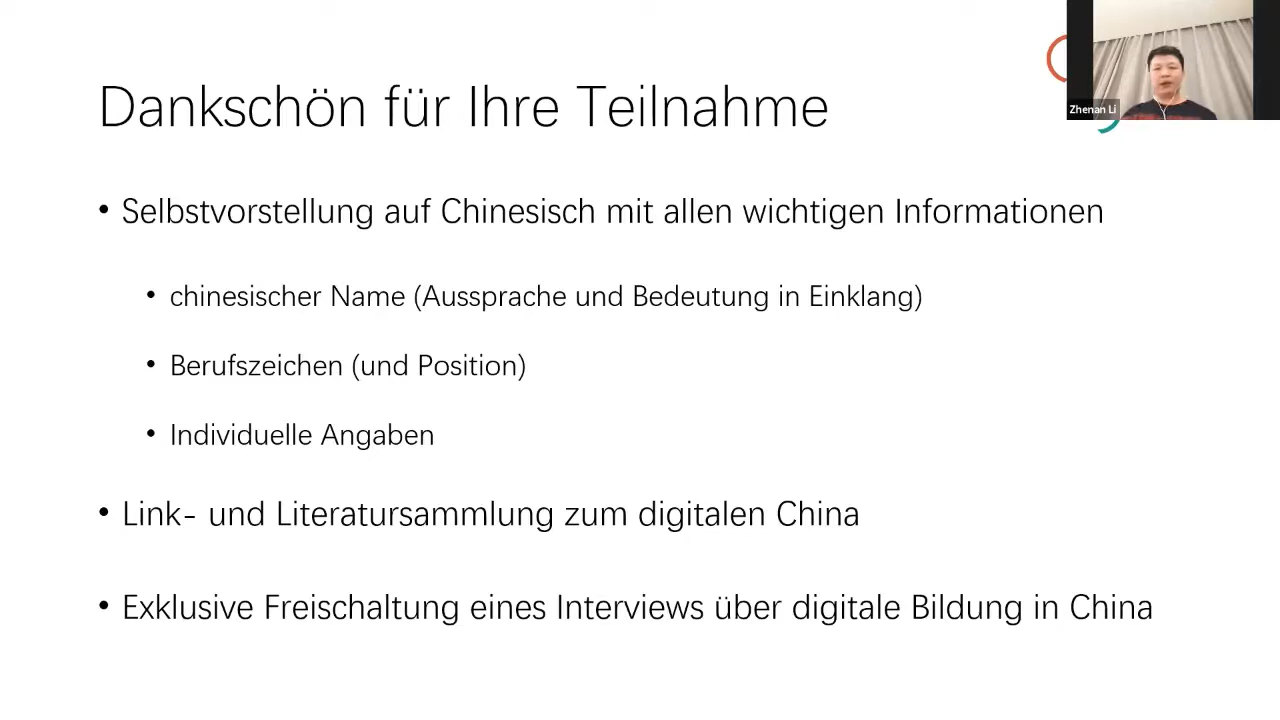 Dankschön für Ihre Teilnahme
Zhenan Li
• Selbstvorstellung auf Chinesisch mit allen wichtigen Informationen
• chinesischer Name (Aussprache und Bedeutung in Einklang)
• Berufszeichen (und Position)
• Individuelle Angaben
• Link- und Literatursammlung zum digitalen China
• Exklusive Freischaltung eines Interviews über digitale Bildung in China